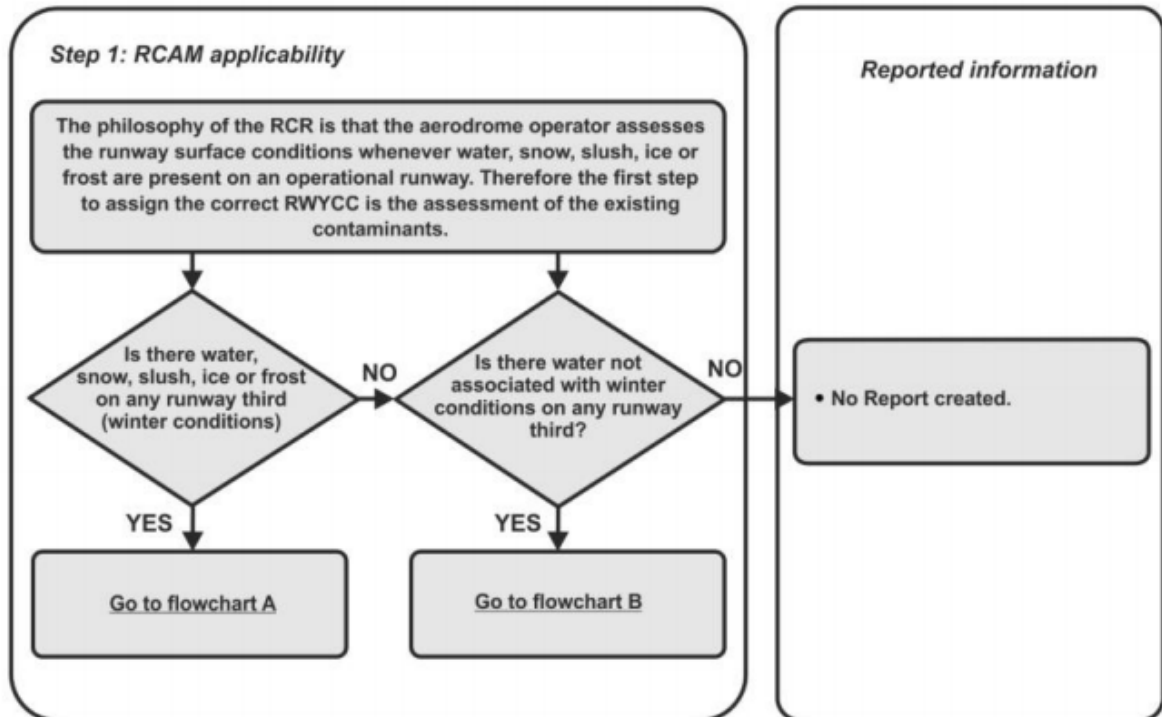 Step 1: RCAM applicability
The philosophy of the RCR is that the aerodrome operator assesses
the runway surface conditions whenever water, snow, slush, ice or
frost are present on an operational runway. Therefore the first step
to assign the correct RWYCC is the assessment of the existing
contaminants.
Is there water,
snow, slush, ice or frost
on any runway third
(winter conditions)
NO
YES
Go to flowchart A
Is there water not
associated with winter
conditions on any runway
third?
NO
YES
Go to flowchart B
Reported information
• No Report created.